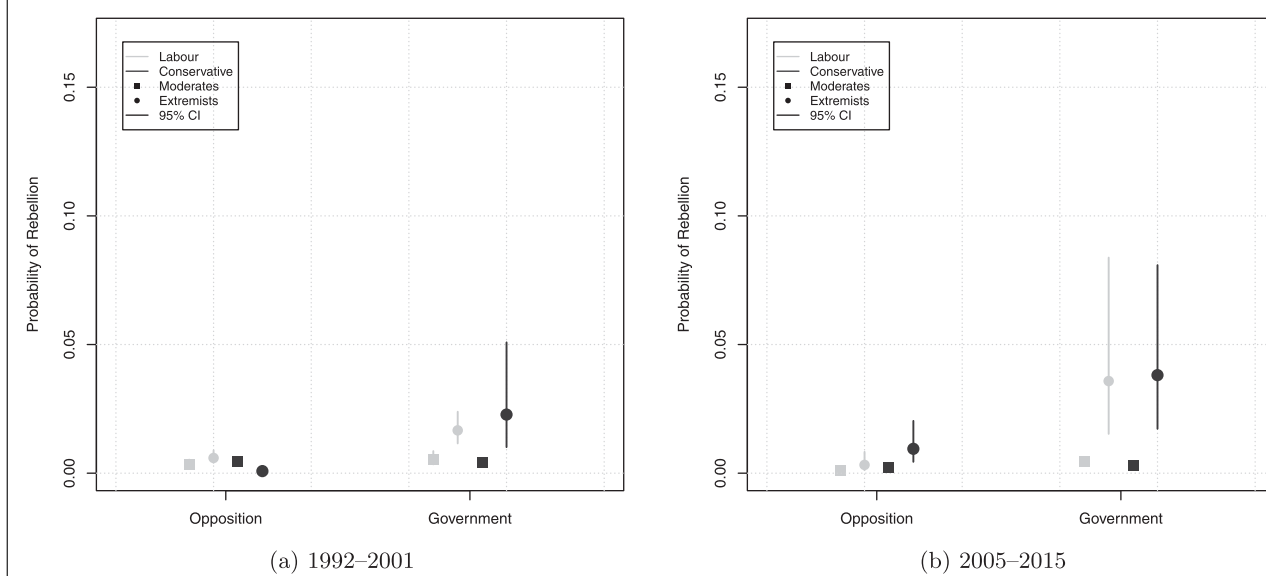 Probability of Rebellion
0.15
0.10
0.05
0.00
Labour
Conservative
Moderates
Extremists
95% CI
Opposition
Government
(a) 1992–2001
Probability of Rebellion
0.15
0.10
0.05
0.00
Labour
Conservative
Moderates
Extremists
95% CI
Opposition
Government
(b) 2005–2015